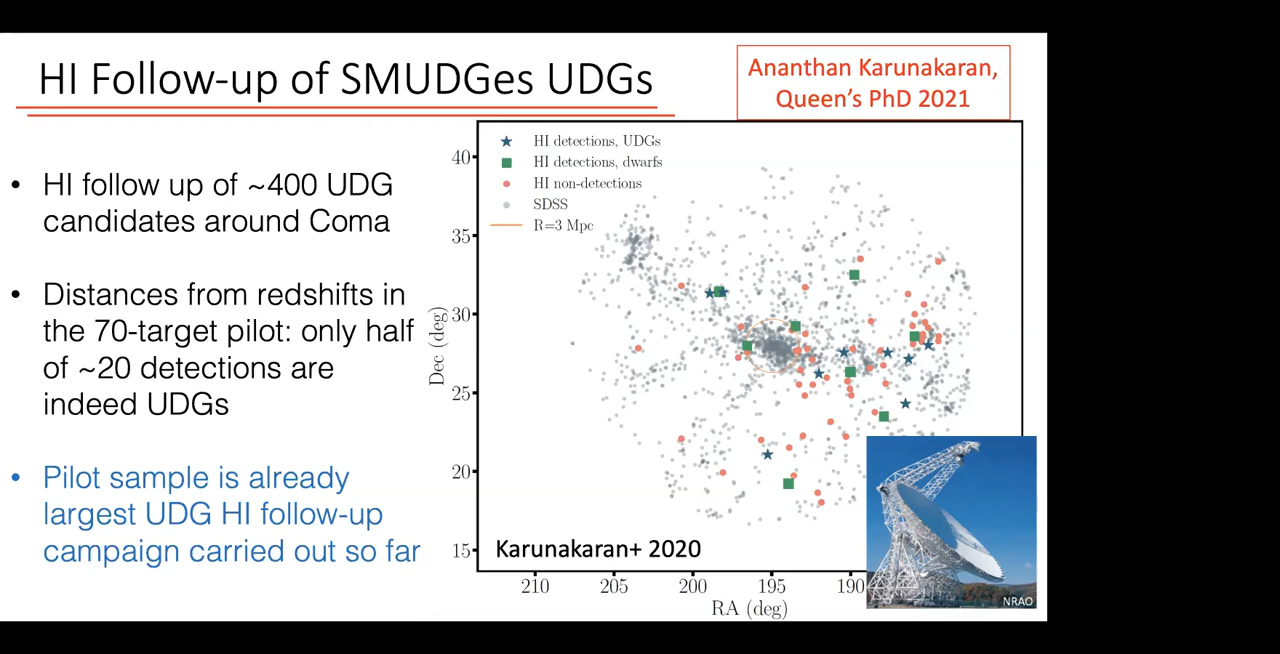 HI Follow-up of SMUDGes UDGs
Ananthan Karunakaran,
Queen's PhD 2021
• HI follow up of ~400 UDG
candidates around Coma
• Distances from redshifts in
the 70-target pilot: only half
of ~20 detections are
indeed UDGs
• Pilot sample is already
largest UDG HI follow-up
campaign carried out so far
HI detections, UDGs
HI detections, dwarfs
HI non-detections
SDSS
R=3 Mpc
40
35
30
25
20
15
Dec (deg)
Karunakaran+ 2020
210 205 200 195 190
RA (deg)
NRAO